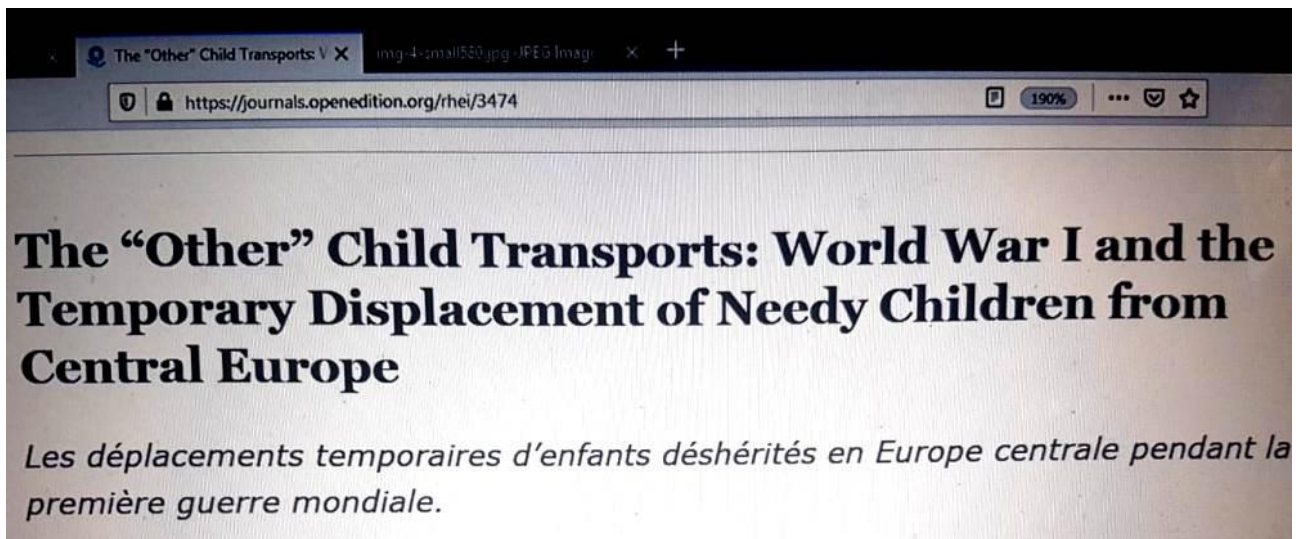 The "Other" Child Transports: V
img-4-small580.jpg -JPEG Imag
https://journals.openedition.org/rhei/3474
190%
The “Other” Child Transports: World War I and the
Temporary Displacement of Needy Children from
Central Europe
Les déplacements temporaires d’enfants déshérités en Europe centrale pendant la
première guerre mondiale.